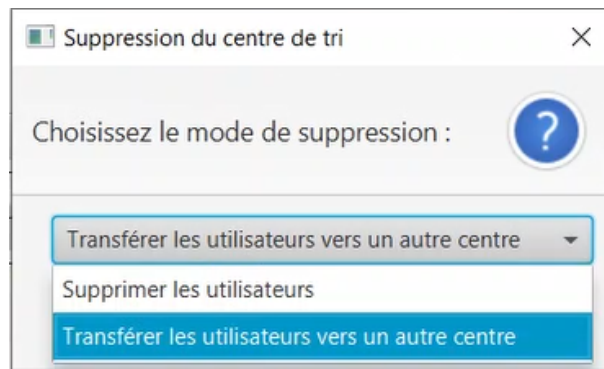 Suppression du centre de tri
Choisissez le mode de suppression :
?
Transférer les utilisateurs vers un autre centre
Supprimer les utilisateurs
Transférer les utilisateurs vers un autre centre